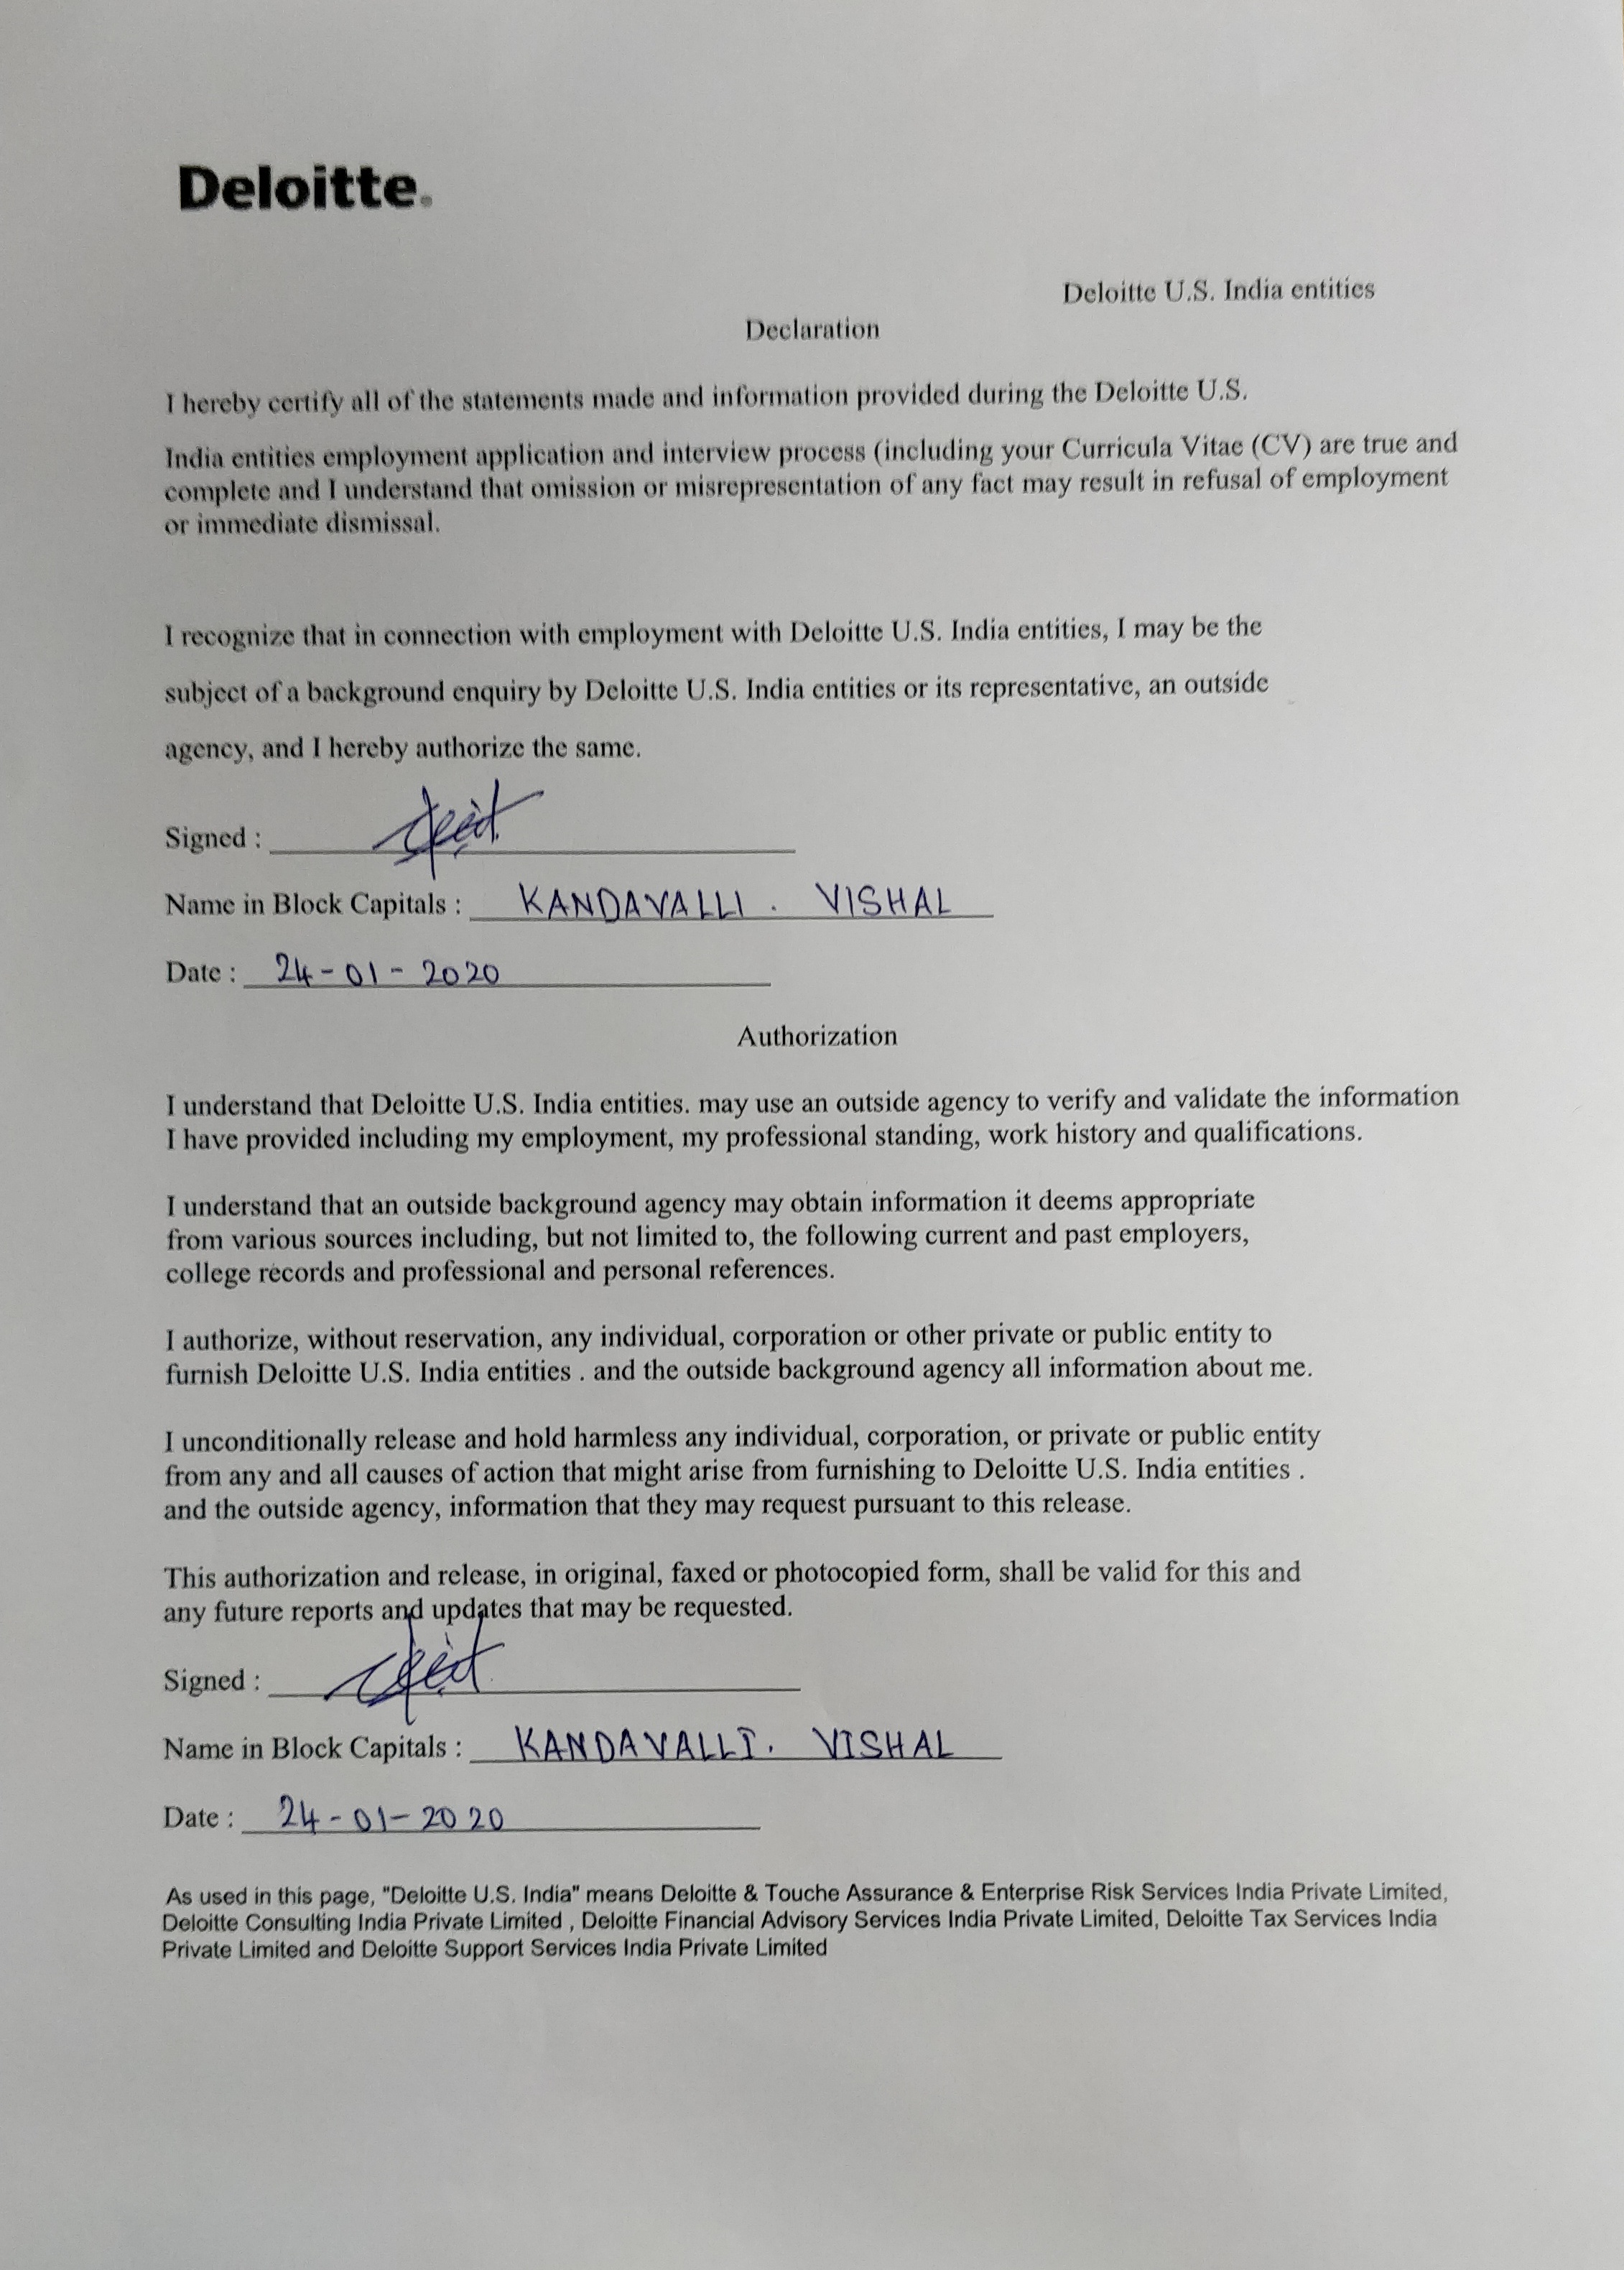 Deloitte.
Deloitte U.S. India entities
Declaration
I hereby certify all of the statements made and information provided during the Deloitte U.S.
India entities employment application and interview process (including your Curricula Vitae (CV) are true and
complete and I understand that omission or misrepresentation of any fact may result in refusal of employment
or immediate dismissal.
I recognize that in connection with employment with Deloitte U.S. India entities, I may be the
subject of a background enquiry by Deloitte U.S. India entities or its representative, an outside
agency, and I hereby authorize the same.
Signed :
Name in Block Capitals : KANDAVALLI . VISHAL
Date : 24-01-2020
Authorization
I understand that Deloitte U.S. India entities. may use an outside agency to verify and validate the information
I have provided including my employment, my professional standing, work history and qualifications.
I understand that an outside background agency may obtain information it deems appropriate
from various sources including, but not limited to, the following current and past employers,
college records and professional and personal references.
I authorize, without reservation, any individual, corporation or other private or public entity to
furnish Deloitte U.S. India entities . and the outside background agency all information about me.
I unconditionally release and hold harmless any individual, corporation, or private or public entity
from any and all causes of action that might arise from furnishing to Deloitte U.S. India entities .
and the outside agency, information that they may request pursuant to this release.
This authorization and release, in original, faxed or photocopied form, shall be valid for this and
any future reports and updates that may be requested.
Signed :
Name in Block Capitals : KANDAVALLI. VISHAL
Date : 24-01-2020
As used in this page, "Deloitte U.S. India" means Deloitte & Touche Assurance & Enterprise Risk Services India Private Limited,
Deloitte Consulting India Private Limited , Deloitte Financial Advisory Services India Private Limited, Deloitte Tax Services India
Private Limited and Deloitte Support Services India Private Limited